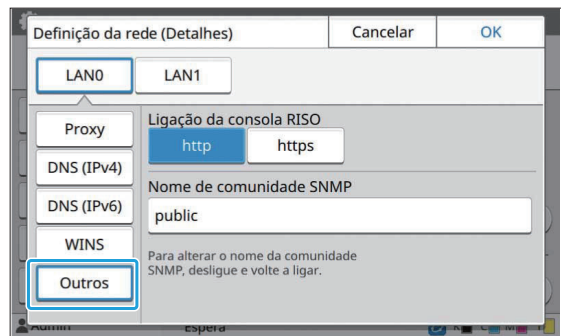 Definição da rede (Detalhes)
Cancelar
OK
LAN0
LAN1
Proxy
DNS (IPv4)
DNS (IPv6)
WINS
Outros
Ligação da consola RISO
http
https
Nome de comunidade SNMP
public
Para alterar o nome da comunidade
SNMP, desligue e volte a ligar.
Admin
Espera